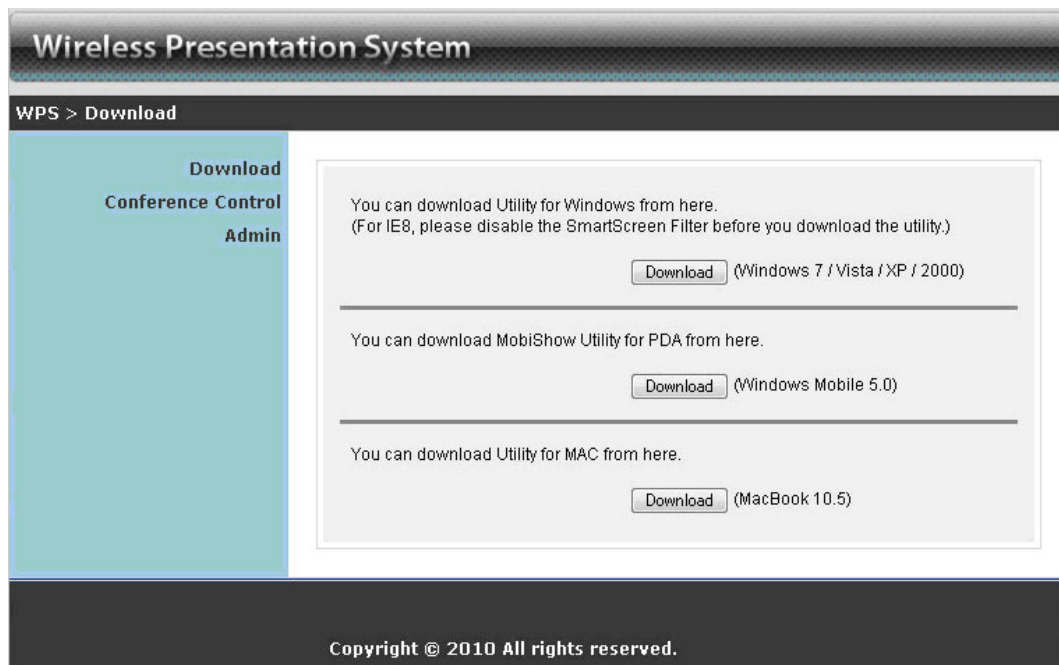 Wireless Presentation System
WPS > Download
Download
Conference Control
Admin
You can download Utility for Windows from here.
(For IE8, please disable the SmartScreen Filter before you download the utility.)
Download (Windows 7 / Vista / XP / 2000)
You can download MobiShow Utility for PDA from here.
Download (Windows Mobile 5.0)
You can download Utility for MAC from here.
Download (MacBook 10.5)
Copyright © 2010 All rights reserved.